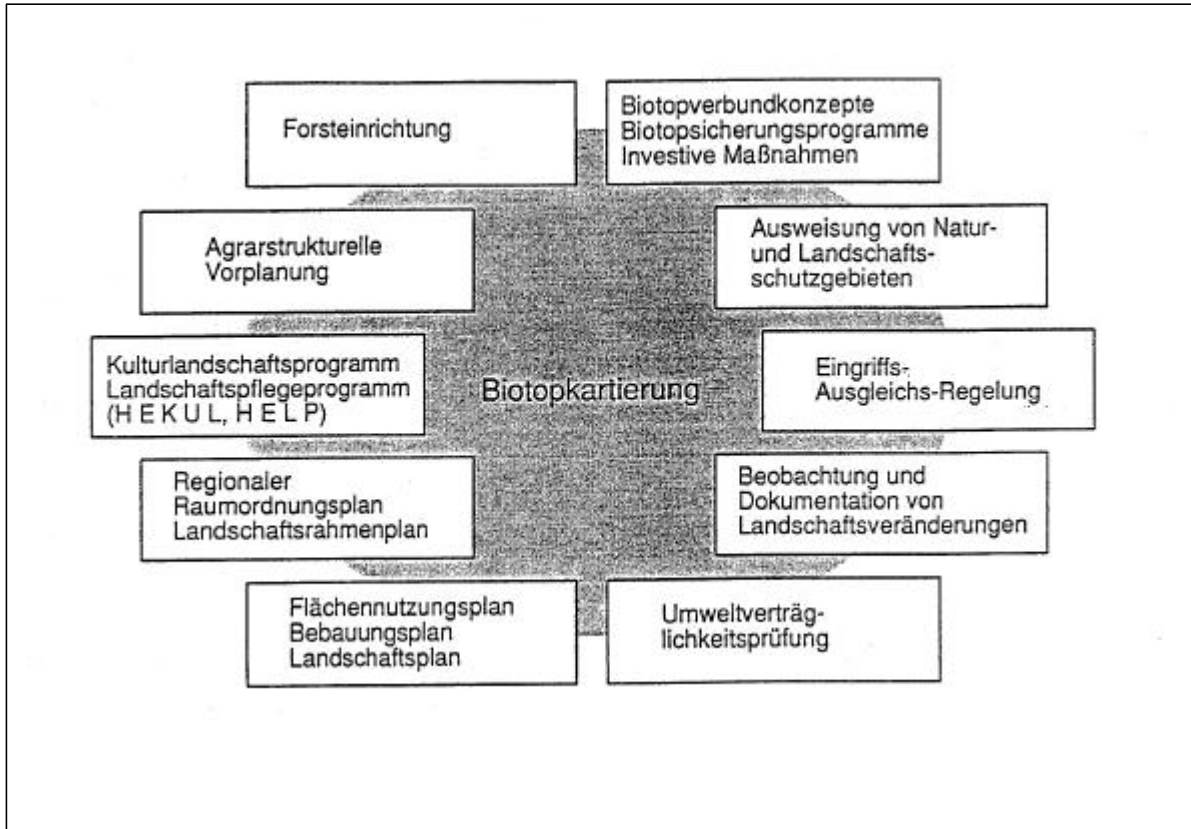 Forsteinrichtung
Biotopverbundkonzepte
Biotopsicherungsprogramme
Investive Maßnahmen
Agrarstrukturelle
Vorplanung
Ausweisung von Natur-
und Landschafts-
schutzgebieten
Kulturlandschaftsprogramm
Landschaftspflegeprogramm
(H E K U L, H E L P)
Biotopkartierung
Eingriffs-
Ausgleichs-Regelung
Regionaler
Raumordnungsplan
Landschaftsrahmenplan
Beobachtung und
Dokumentation von
Landschaftsveränderungen
Flächennutzungsplan
Bebauungsplan
Landschaftsplan
Umweltverträg-
lichkeitsprüfung